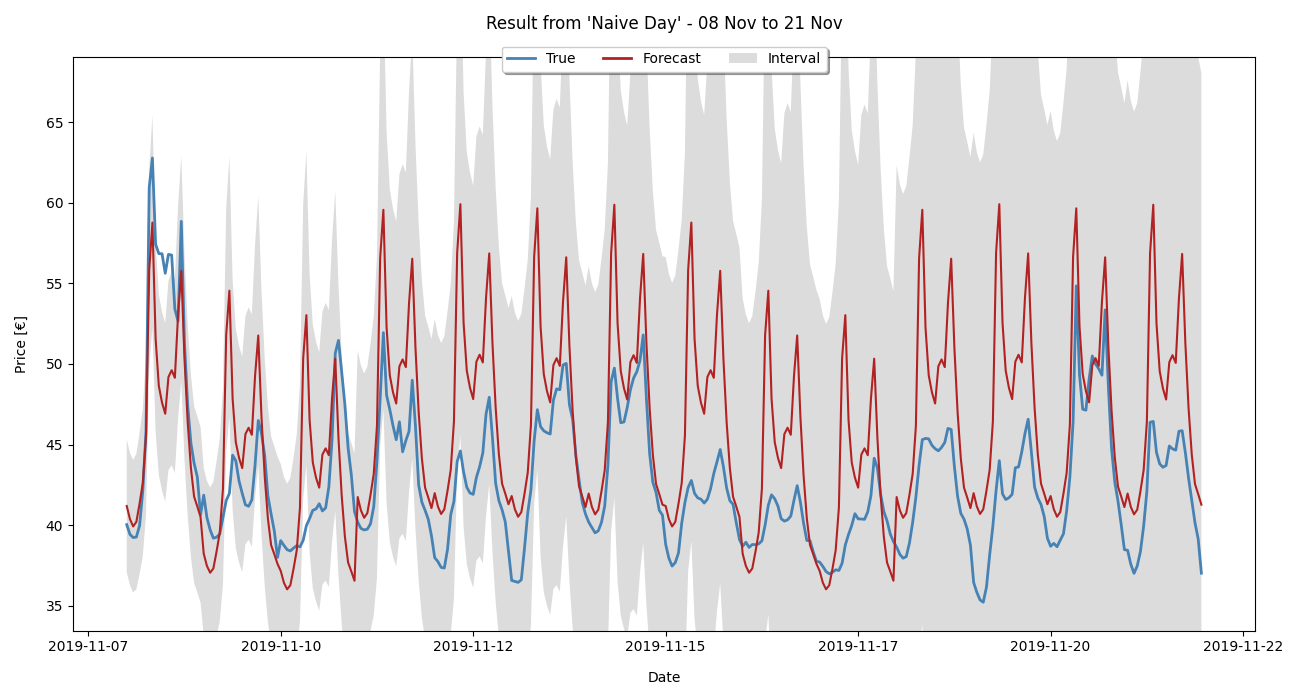 Result from 'Naive Day' - 08 Nov to 21 Nov
True
Forecast
Interval
Price [€]
65
60
55
50
45
40
35
2019-11-07
2019-11-10
2019-11-12
2019-11-15
2019-11-17
2019-11-20
2019-11-22
Date